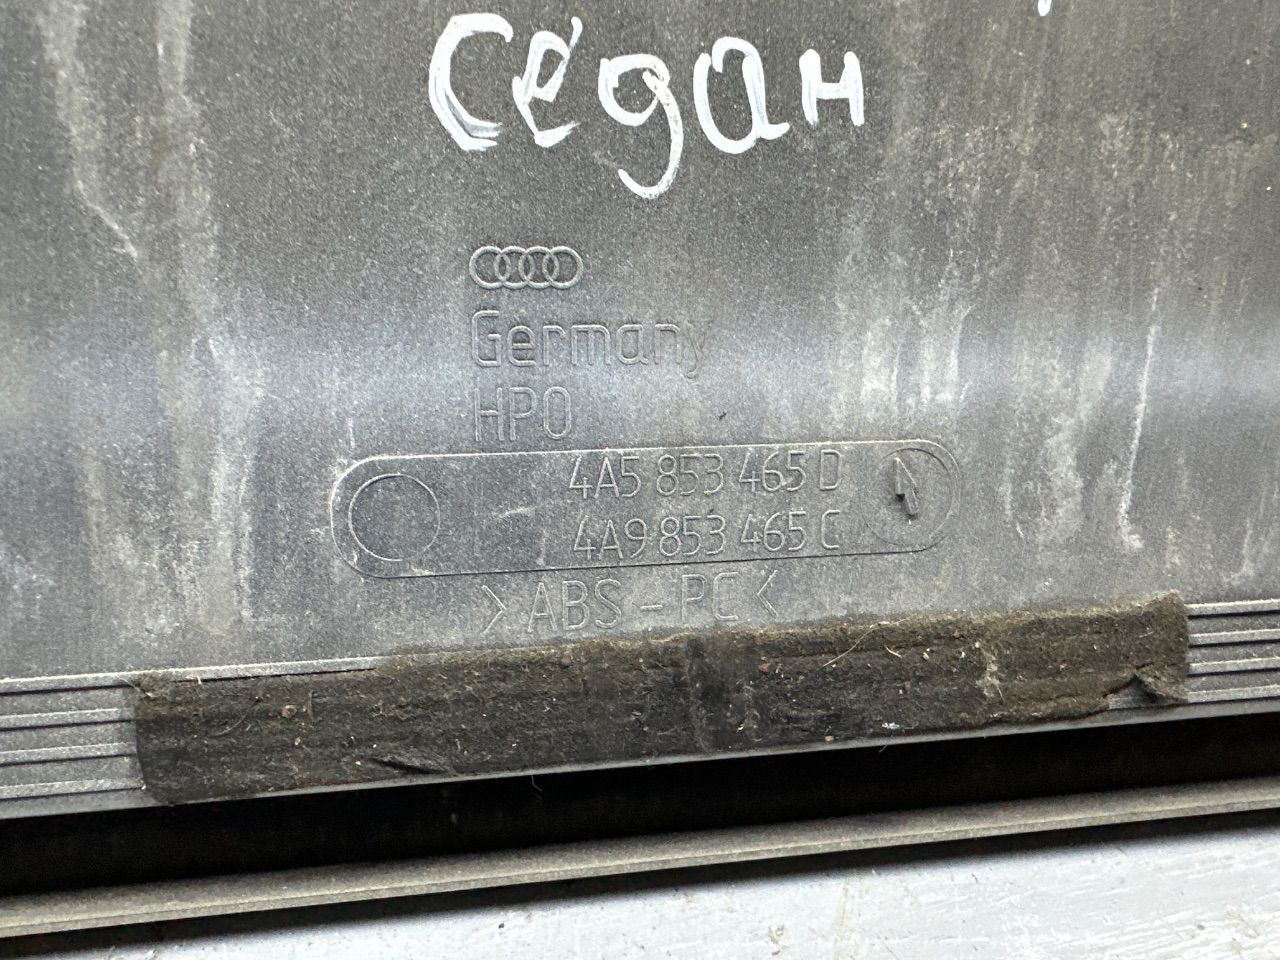 Седан
Germany
HPO
4A5 853 465 D
4A9 853 465 C
>ABS-PC<